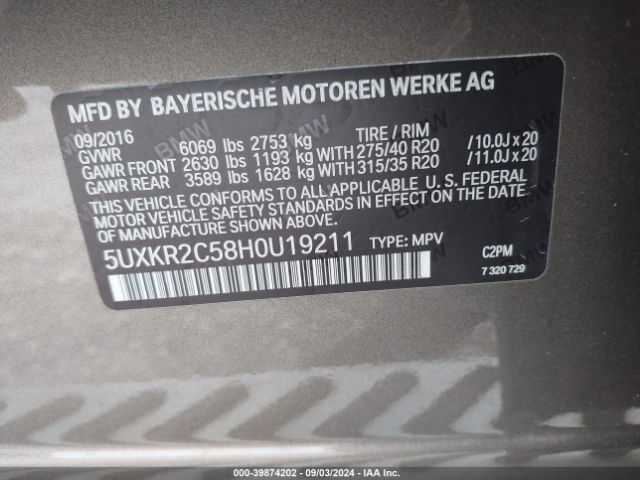 MFD BY BAYERISCHE MOTOREN WERKE AG
09/2016
GVWR 6069 lbs 2753 kg TIRE / RIM
GAWR FRONT 2630 lbs 1193 kg WITH 275/40 R20 /10.0J x 20
GAWR REAR 3589 lbs 1628 kg WITH 315/35 R20 /11.0J x 20
THIS VEHICLE CONFORMS TO ALL APPLICABLE U. S. FEDERAL
MOTOR VEHICLE SAFETY STANDARDS IN EFFECT ON THE DATE
OF MANUFACTURE SHOWN ABOVE.
5UXKR2C58H0U19211 TYPE: MPV C2PM
7 320 729
000-39874202 - 09/03/2024 - IAA Inc.